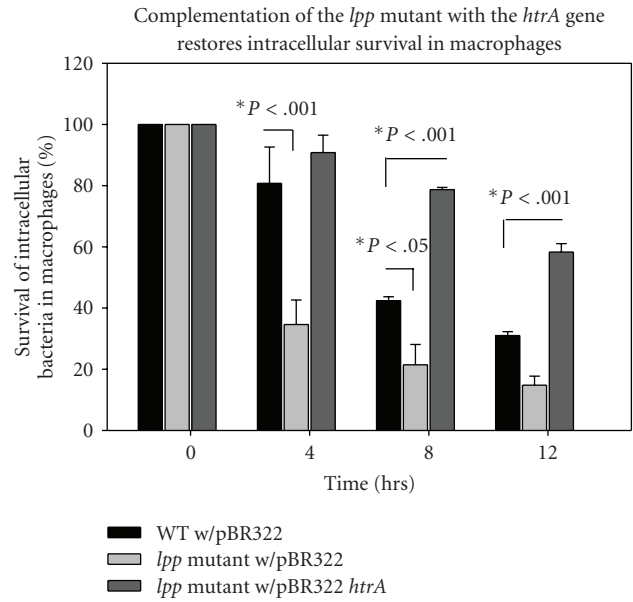 Complementation of the lpp mutant with the htrA gene
restores intracellular survival in macrophages
Survival of intracellular
bacteria in macrophages (%)
120
100
80
60
40
20
0
*P < .001
*P < .001
*P < .05
*P < .001
0
4
8
12
Time (hrs)
WT w/pBR322
lpp mutant w/pBR322
lpp mutant w/pBR322 htrA